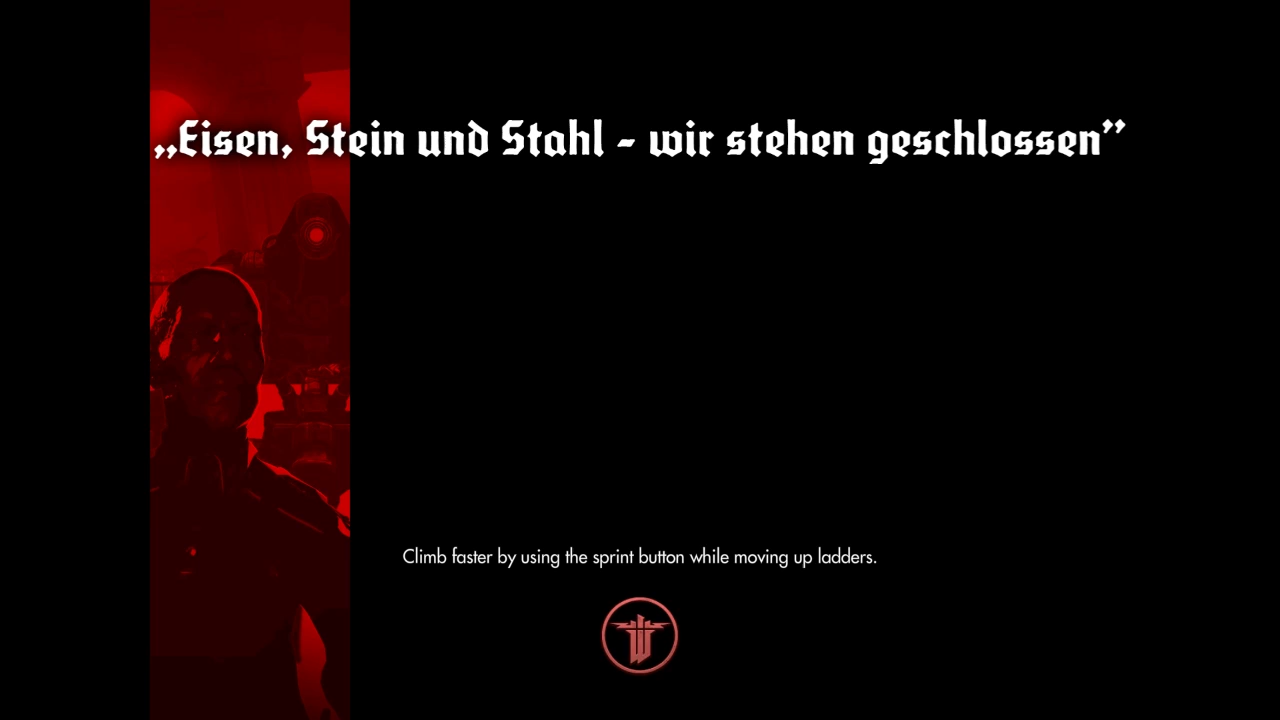 „Eisen, Stein und Stahl - wir stehen geschlossen”
Climb faster by using the sprint button while moving up ladders.